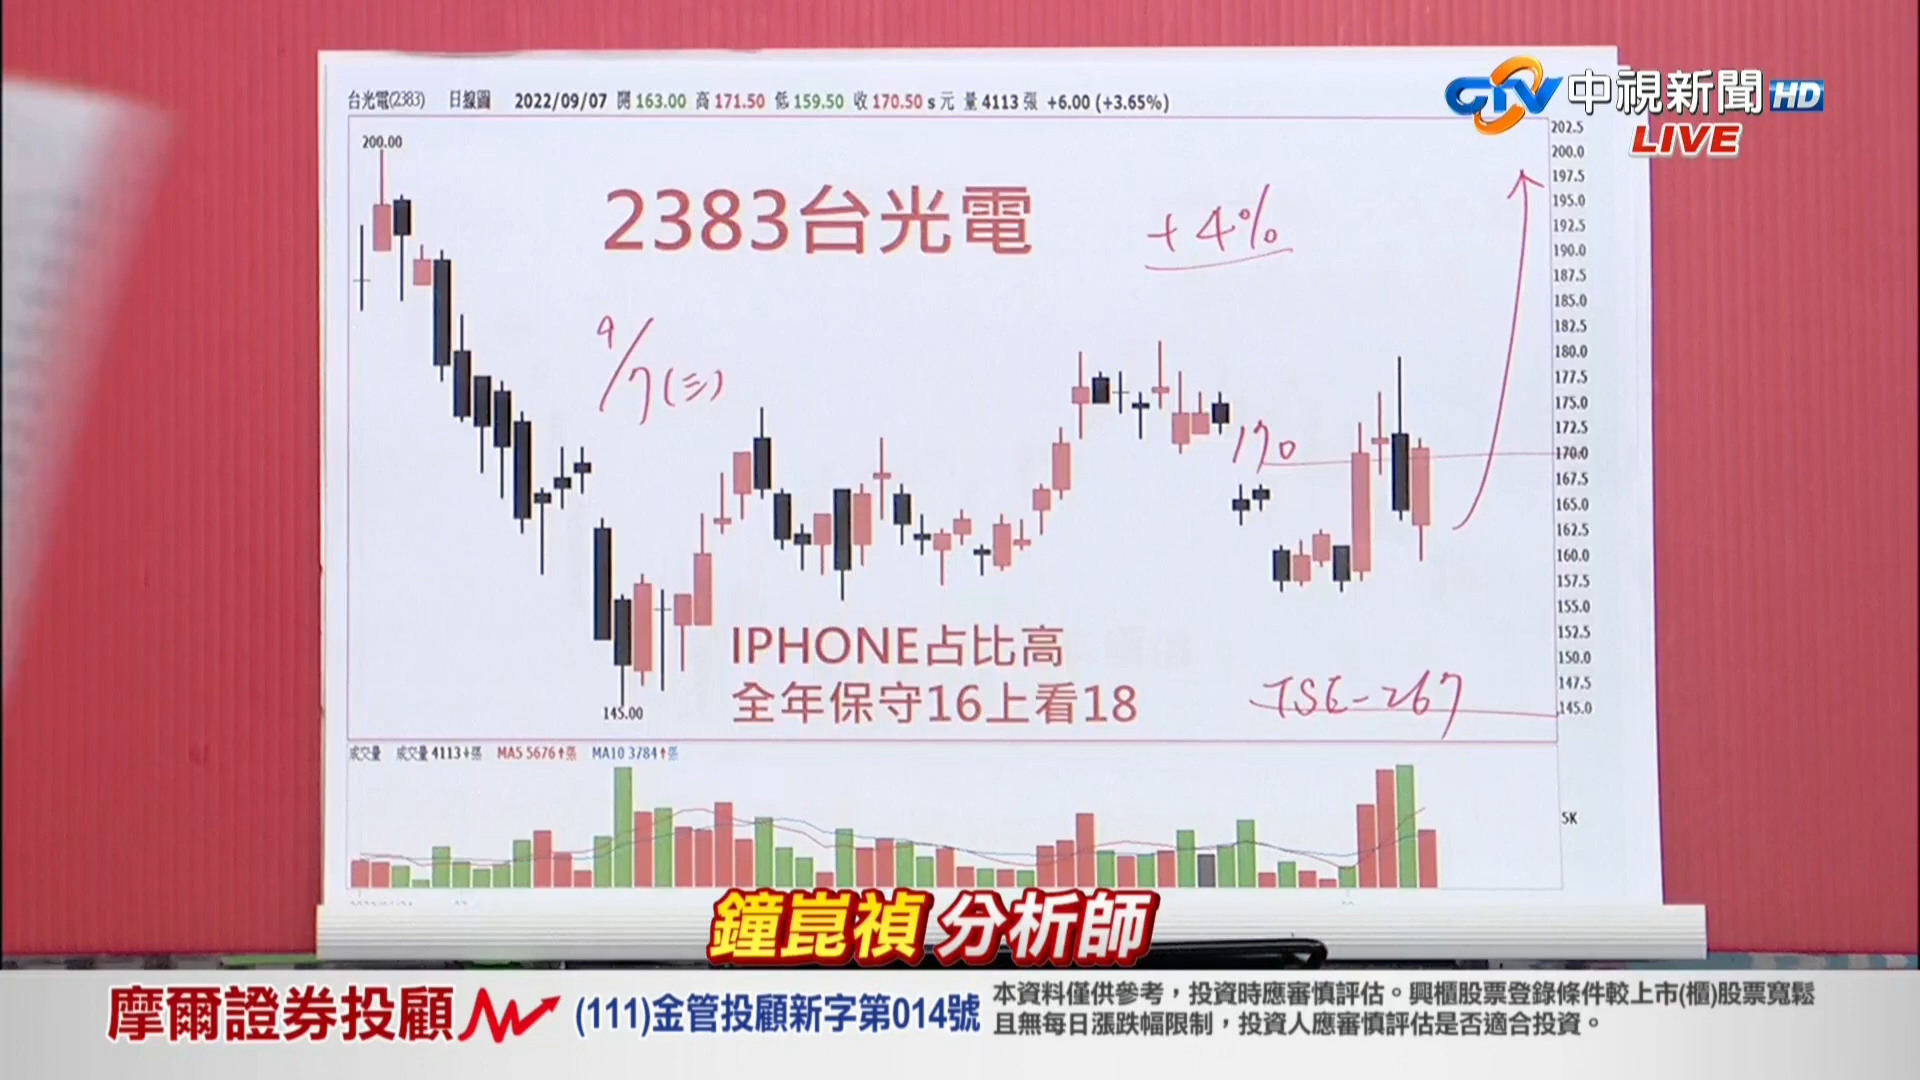 CTV 中視新聞 HD
LIVE
台光電(2383) 日線圖 2022/09/07 開 163.00 高 171.50 低 159.50 收 170.50 s 元 量 4113 張 +6.00 (+3.65%)
200.00
2383台光電
+4%
9/7(三)
170
202.5
200.0
197.5
195.0
192.5
190.0
187.5
185.0
182.5
180.0
177.5
175.0
172.5
170.0
167.5
165.0
162.5
160.0
157.5
155.0
152.5
150.0
147.5
145.0
IPHONE占比高
全年保守16上看18
145.00
TSE-267
成交量 成交量 4113↓張 MA5 5676↑張 MA10 3784↑張
5K
鐘崑禎 分析師
摩爾證券投顧
(111)金管投顧新字第014號
本資料僅供參考，投資時應審慎評估。興櫃股票登錄條件較上市(櫃)股票寬鬆
且無每日漲跌幅限制，投資人應審慎評估是否適合投資。